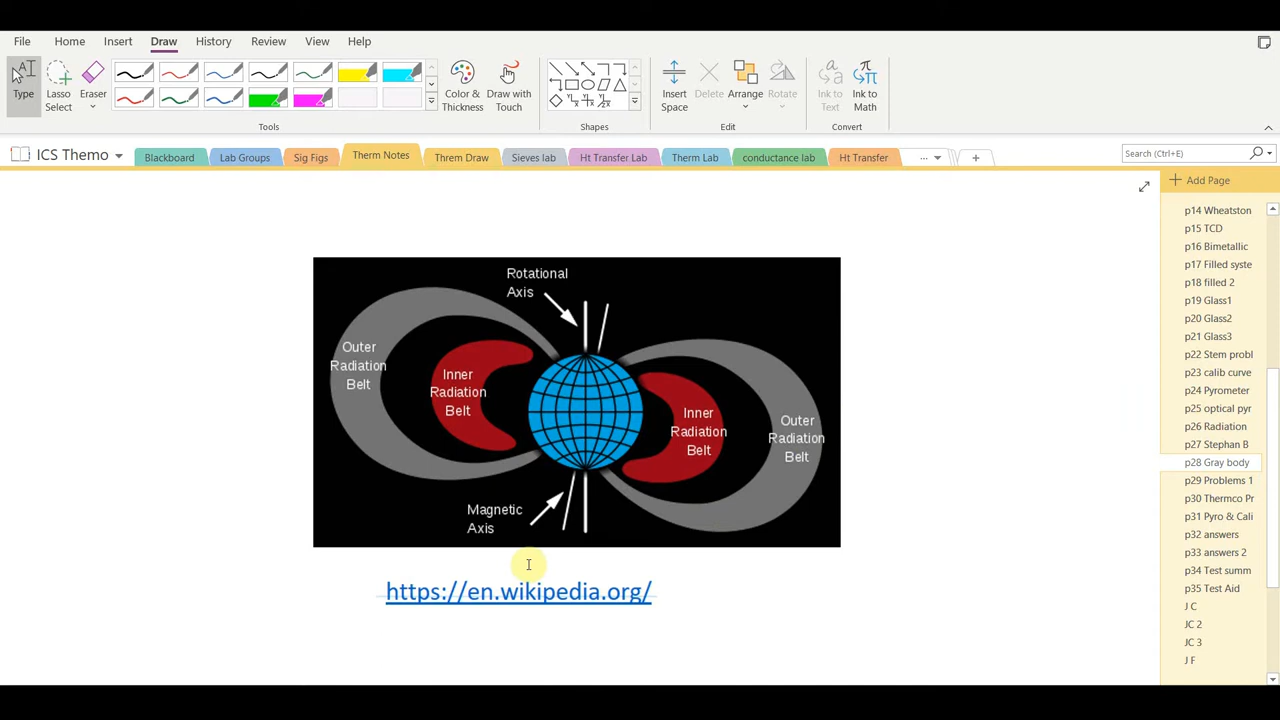 File Home Insert Draw History Review View Help
Type
Lasso Select
Eraser
Color & Thickness
Draw with Touch
Insert Space
Delete
Arrange
Rotate
Ink to Text
Ink to Math
Tools
Shapes
Edit
Convert
ICS Themo
Blackboard
Lab Groups
Sig Figs
Therm Notes
Threm Draw
Sieves lab
Ht Transfer Lab
Therm Lab
conductance lab
Ht Transfer
...
Search (Ctrl+E)
Add Page
p14 Wheatston
p15 TCD
p16 Bimetallic
p17 Filled syste
p18 filled 2
p19 Glass1
p20 Glass2
p21 Glass3
p22 Stem probl
p23 calib curve
p24 Pyrometer
p25 optical pyr
p26 Radiation
p27 Stephan B
p28 Gray body
p29 Problems 1
p30 Thermco Pr
p31 Pyro & Cali
p32 answers
p33 answers 2
p34 Test summ
p35 Test Aid
J C
JC 2
JC 3
J F
Rotational
Axis
Outer
Radiation
Belt
Inner
Radiation
Belt
Inner
Radiation
Belt
Outer
Radiation
Belt
Magnetic
Axis
https://en.wikipedia.org/